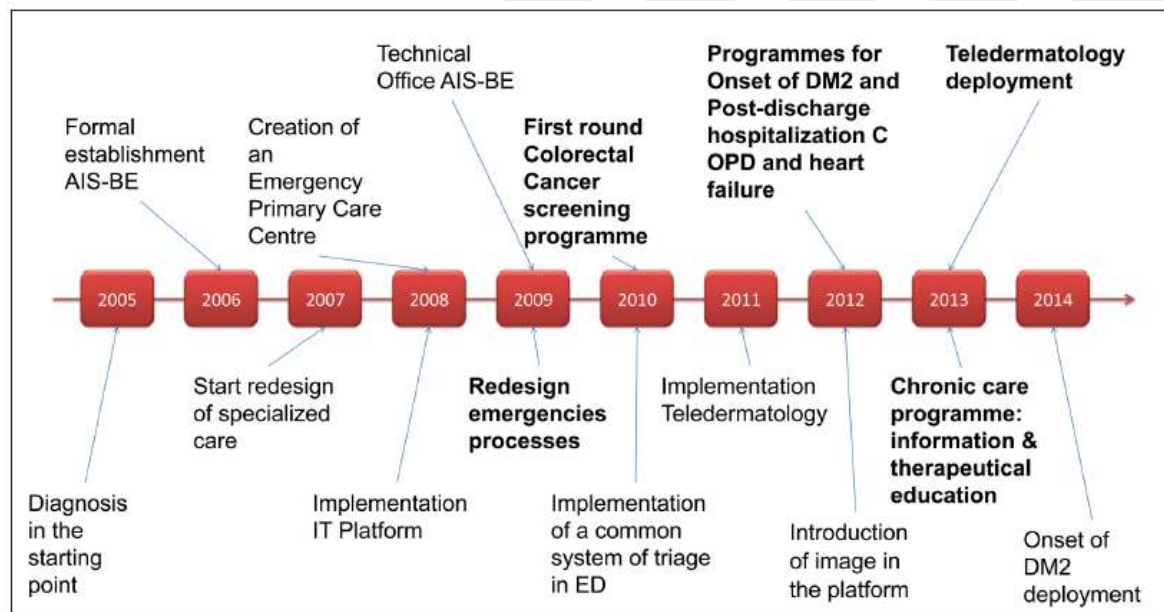 Technical
Office AIS-BE
Programmes for
Onset of DM2 and
Post-discharge
hospitalization C
OPD and heart
failure
Teledermatology
deployment
Formal
establishment
AIS-BE
Creation of
an
Emergency
Primary Care
Centre
First round
Colorectal
Cancer
screening
programme
2005
2006
2007
2008
2009
2010
2011
2012
2013
2014
Start redesign
of specialized
care
Redesign
emergencies
processes
Implementation
Teledermatology
Chronic care
programme:
information &
therapeutical
education
Diagnosis
in the
starting
point
Implementation
IT Platform
Implementation
of a common
system of triage
in ED
Introduction
of image in
the platform
Onset of
DM2
deployment